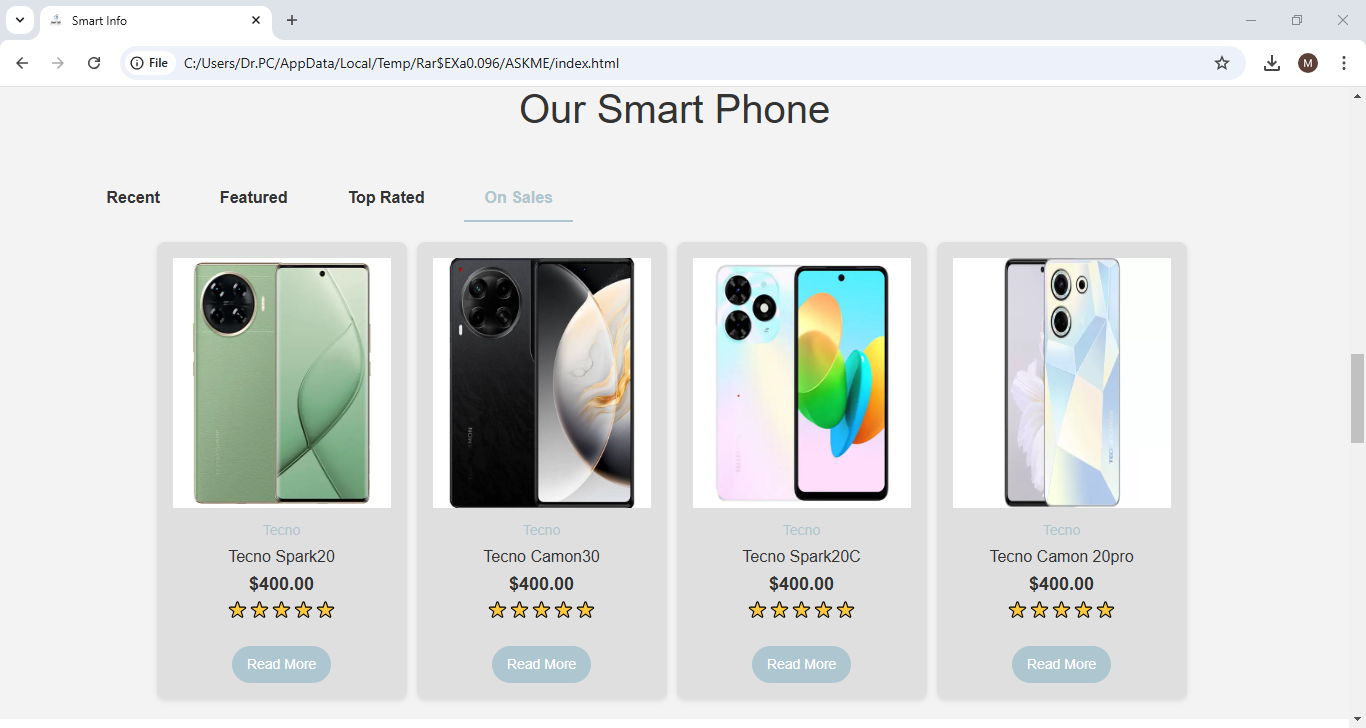 Smart Info
File C:/Users/Dr.PC/AppData/Local/Temp/Rar$EXa0.096/ASKME/index.html M
Our Smart Phone
Recent Featured Top Rated On Sales
Tecno Tecno Tecno Tecno
Tecno Spark20 Tecno Camon30 Tecno Spark20C Tecno Camon 20pro
$400.00 $400.00 $400.00 $400.00
Read More Read More Read More Read More